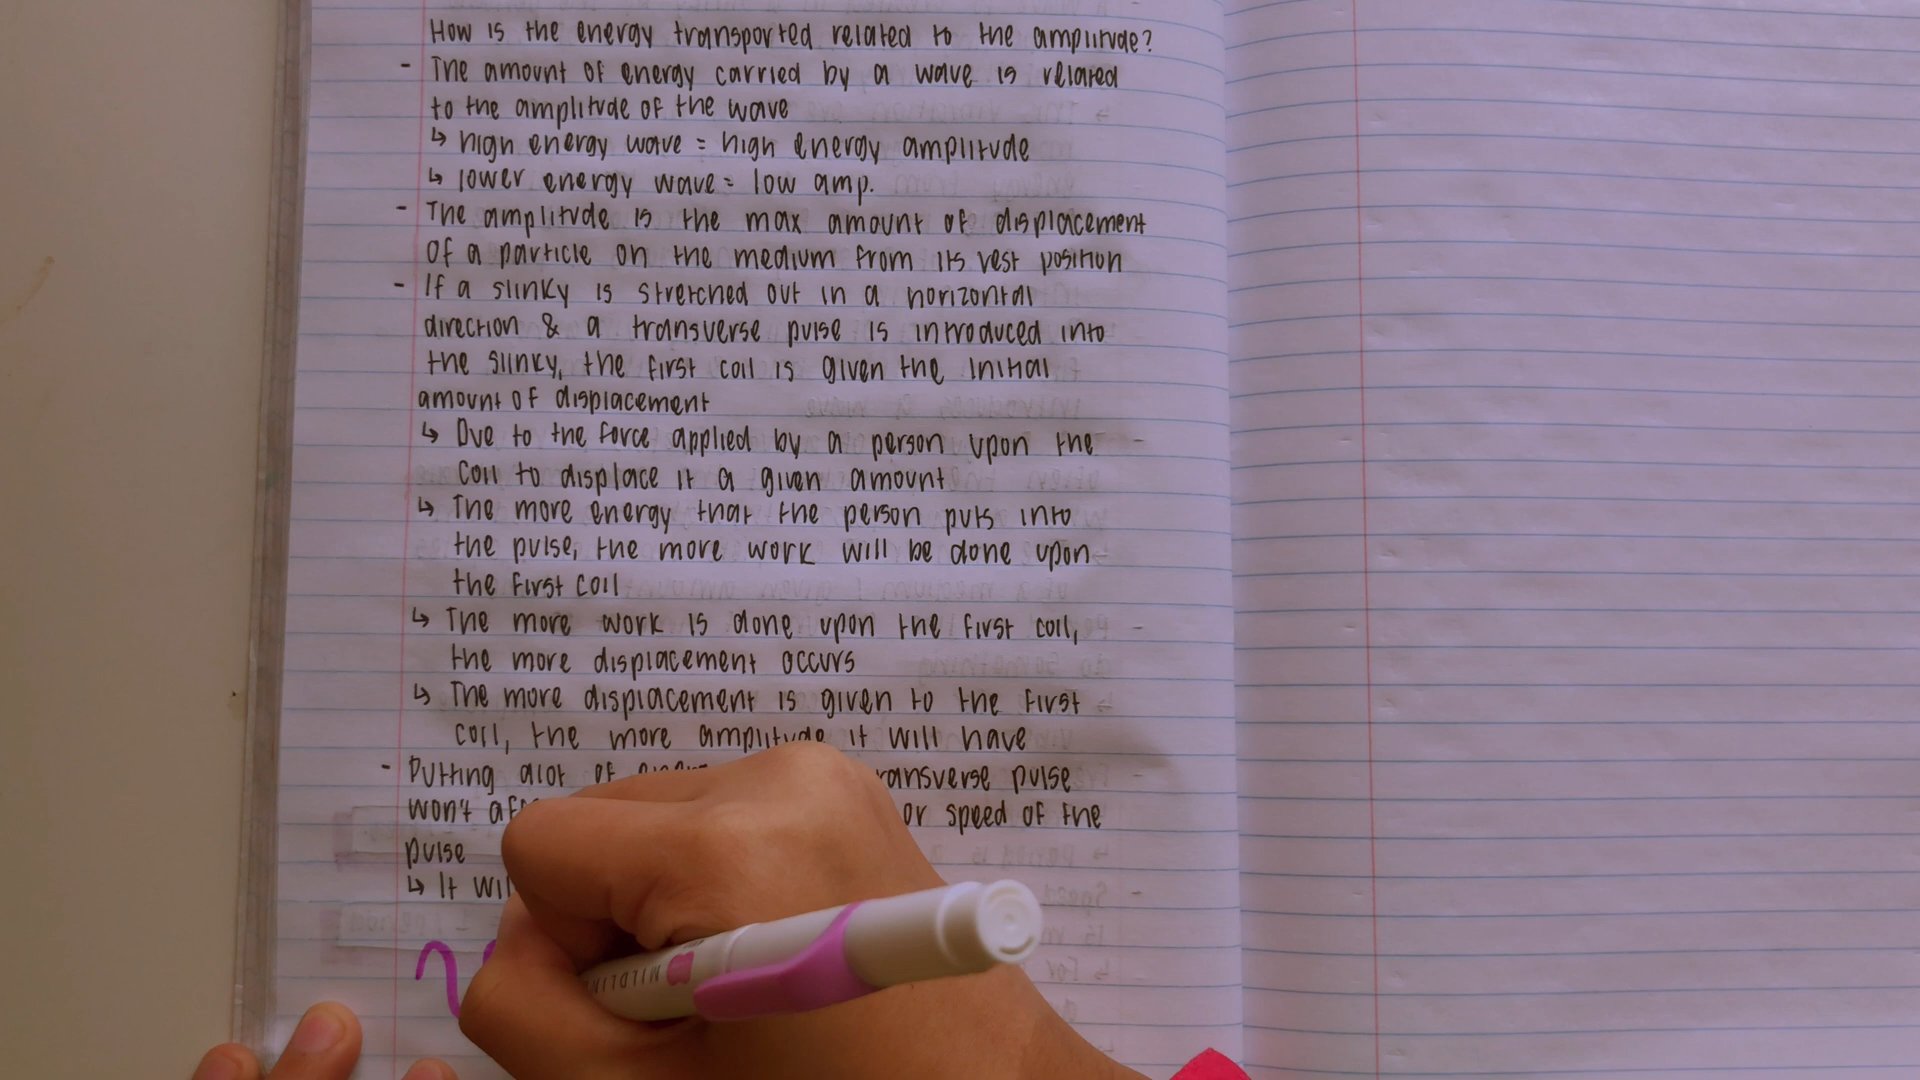 How is the energy transported related to the amplitude?
- The amount of energy carried by a wave is related
to the amplitude of the wave
↳ high energy wave = high energy amplitude
↳ lower energy wave = low amp.
- The amplitude is the max amount of displacement
of a particle on the medium from its rest position
- If a slinky is stretched out in a horizontal
direction & a transverse pulse is introduced into
the slinky, the first coil is given the initial
amount of displacement
↳ Due to the force applied by a person upon the
coil to displace it a given amount
↳ The more energy that the person puts into
the pulse, the more work will be done upon
the first coil
↳ The more work is done upon the first coil,
the more displacement occurs
↳ The more displacement is given to the first
coil, the more amplitude it will have
- Putting alot of transverse pulse
won't or speed of the
pulse
↳ It
MILDLIN